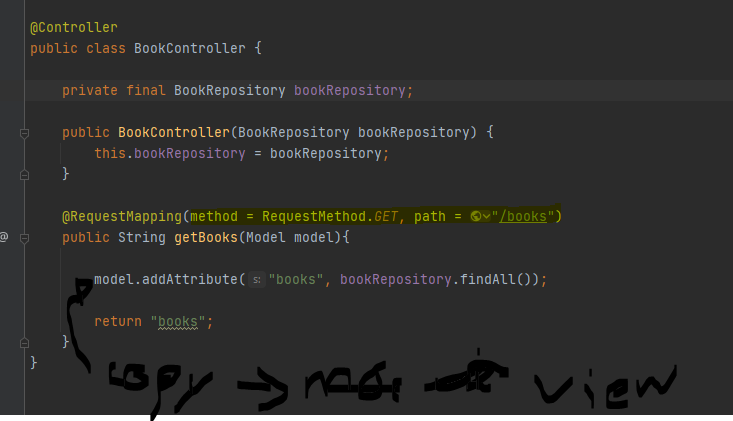 @Controller
public class BookController {
private final BookRepository bookRepository;
public BookController(BookRepository bookRepository) {
this.bookRepository = bookRepository;
}
@RequestMapping(method = RequestMethod.GET, path = "/books")
@ public String getBooks(Model model){
model.addAttribute( s: "books", bookRepository.findAll());
return "books";
}
}
copy → view